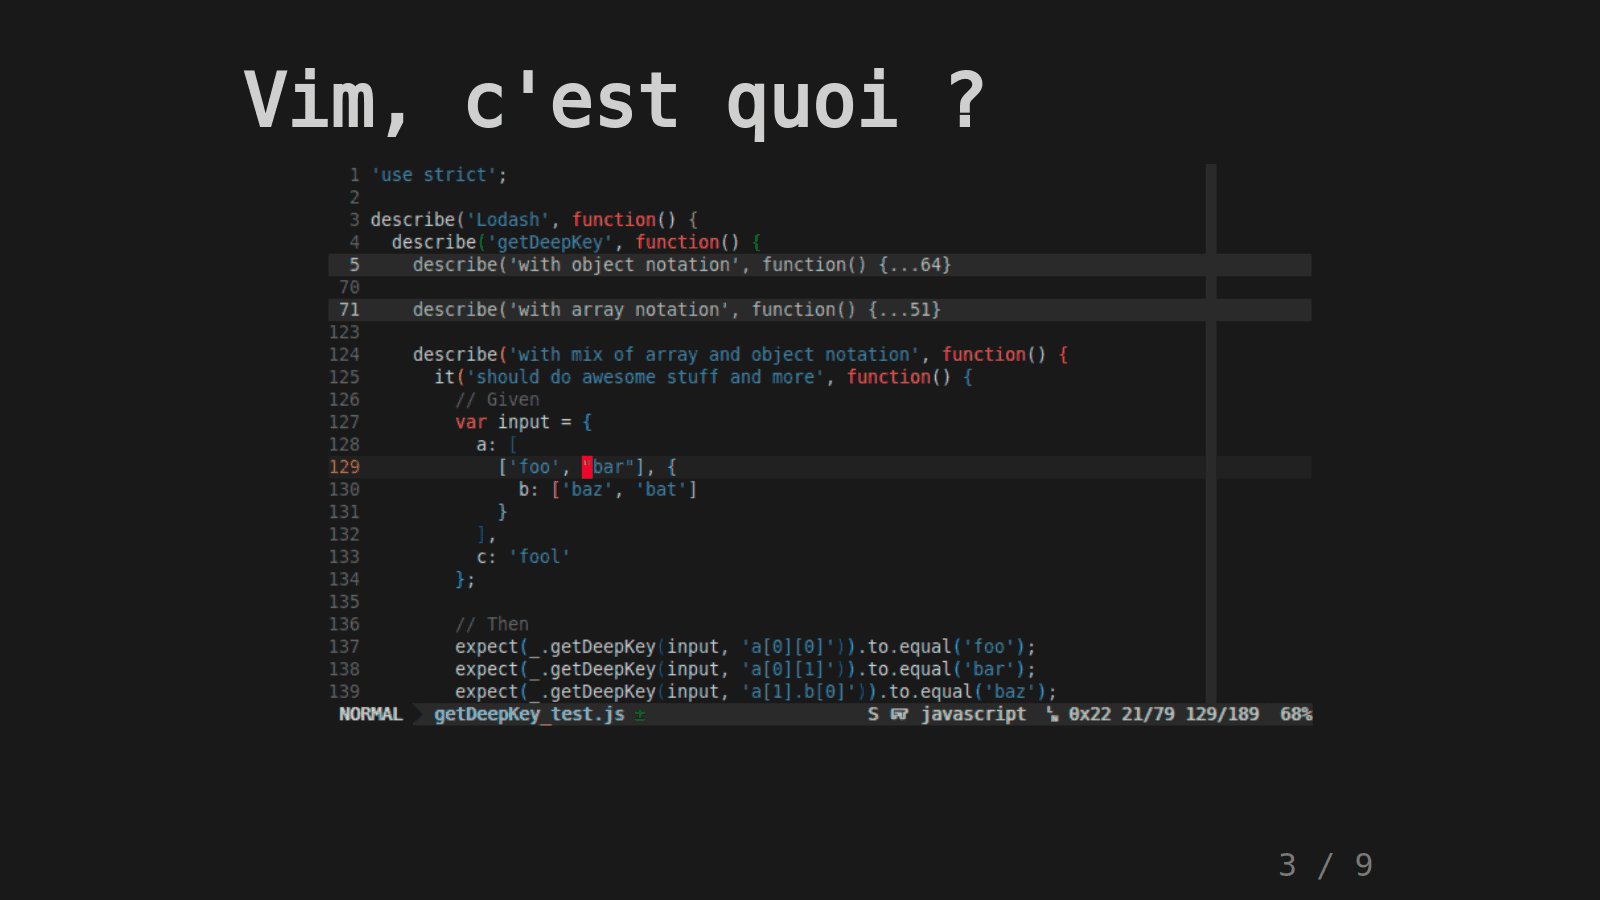 Vim, c'est quoi ?
1 'use strict';
2
3 describe('Lodash', function() {
4 describe('getDeepKey', function() {
5 describe('with object notation', function() {...64}
70
71 describe('with array notation', function() {...51}
123
124 describe('with mix of array and object notation', function() {
125 it('should do awesome stuff and more', function() {
126 // Given
127 var input = {
128 a: [
129 ['foo', "bar"], {
130 b: ['baz', 'bat']
131 }
132 ],
133 c: 'fool'
134 };
135
136 // Then
137 expect(_.getDeepKey(input, 'a[0][0]')).to.equal('foo');
138 expect(_.getDeepKey(input, 'a[0][1]')).to.equal('bar');
139 expect(_.getDeepKey(input, 'a[1].b[0]')).to.equal('baz');
NORMAL getDeepKey_test.js ± S javascript 0x22 21/79 129/189 68%
3 / 9